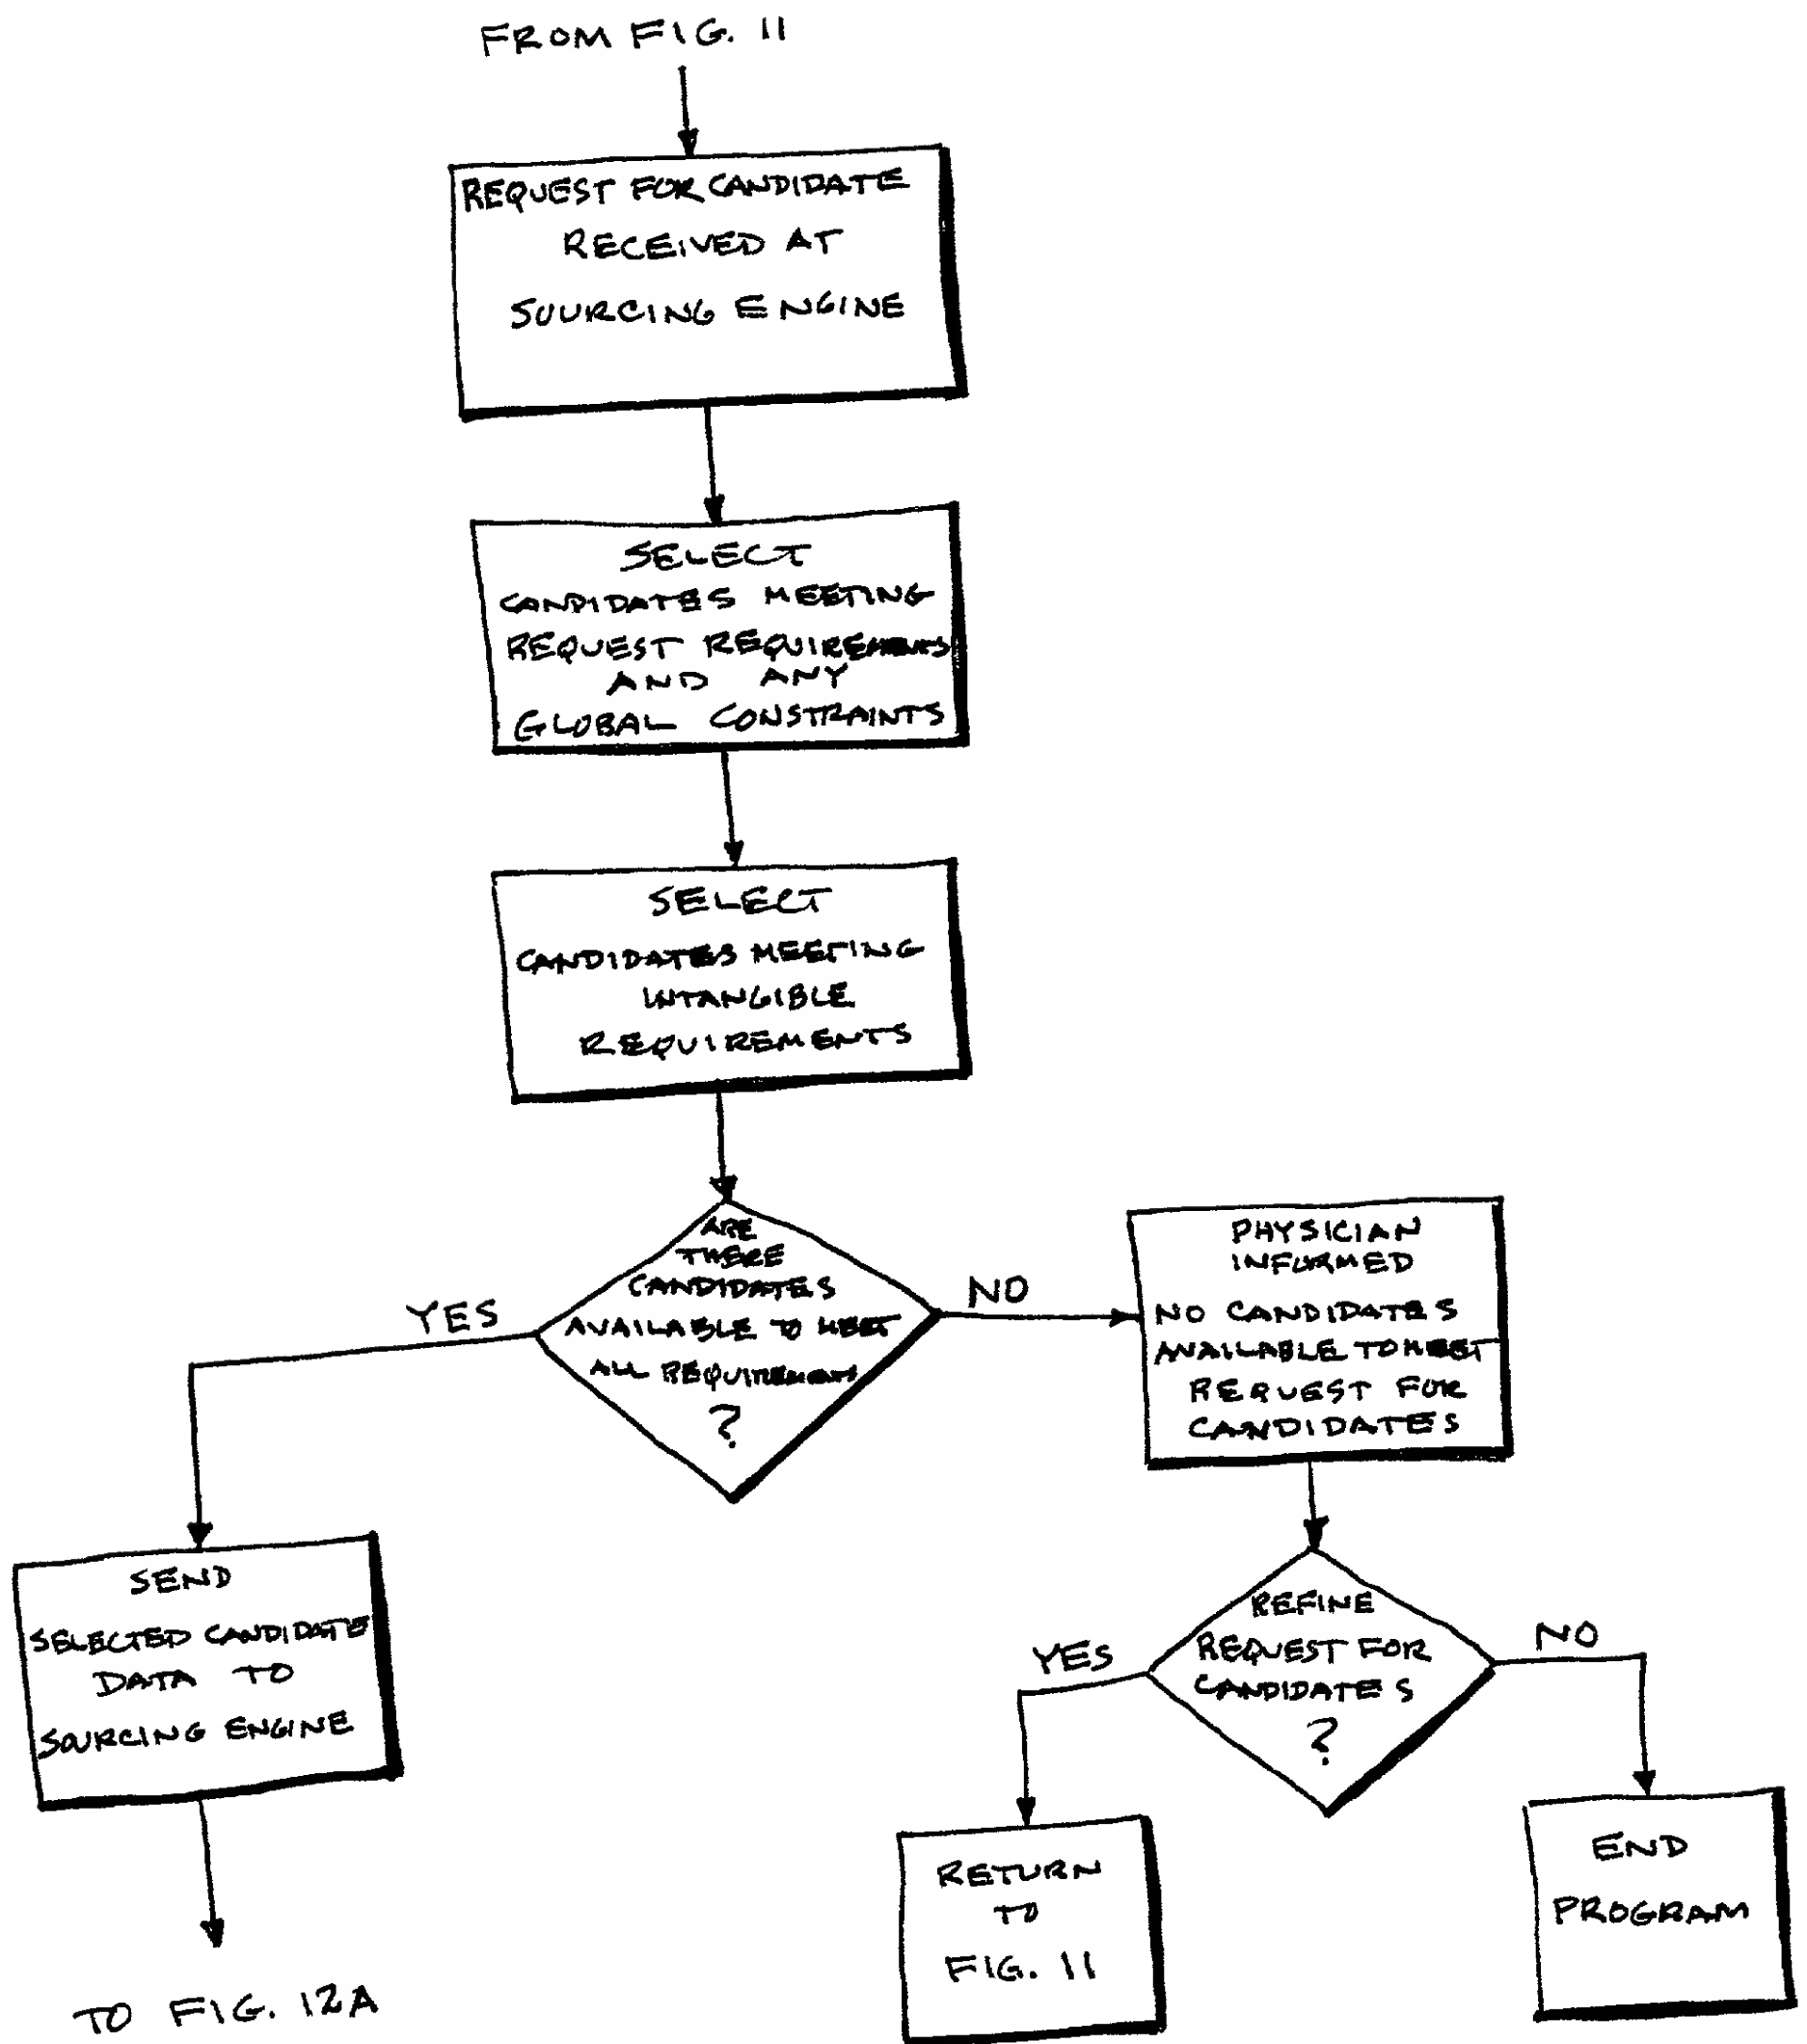 FROM FIG. 11
REQUEST FOR CANDIDATE
RECEIVED AT
SOURCING ENGINE
SELECT
CANDIDATES MEETING
REQUEST REQUIREMENTS
AND ANY
GLOBAL CONSTRAINTS
SELECT
CANDIDATES MEETING
INTANGIBLE
REQUIREMENTS
ARE
THERE
CANDIDATES
AVAILABLE TO MEET
ALL REQUIREMENTS
?
YES
NO
PHYSICIAN
INFORMED
NO CANDIDATES
AVAILABLE TO MEET
REQUEST FOR
CANDIDATES
SEND
SELECTED CANDIDATE
DATA TO
SOURCING ENGINE
TO FIG. 12A
REFINE
REQUEST FOR
CANDIDATES
?
YES
NO
RETURN
TO
FIG. 11
END
PROGRAM